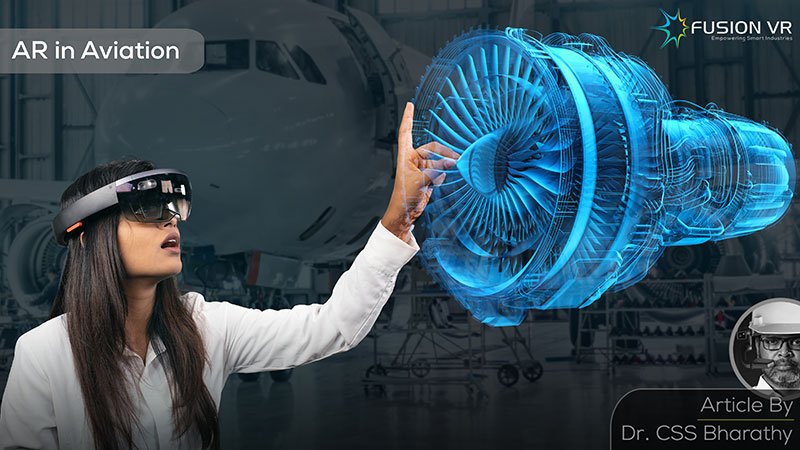 AR in Aviation
FUSION VR
Empowering Smart Industries
Article By
Dr. CSS Bharathy